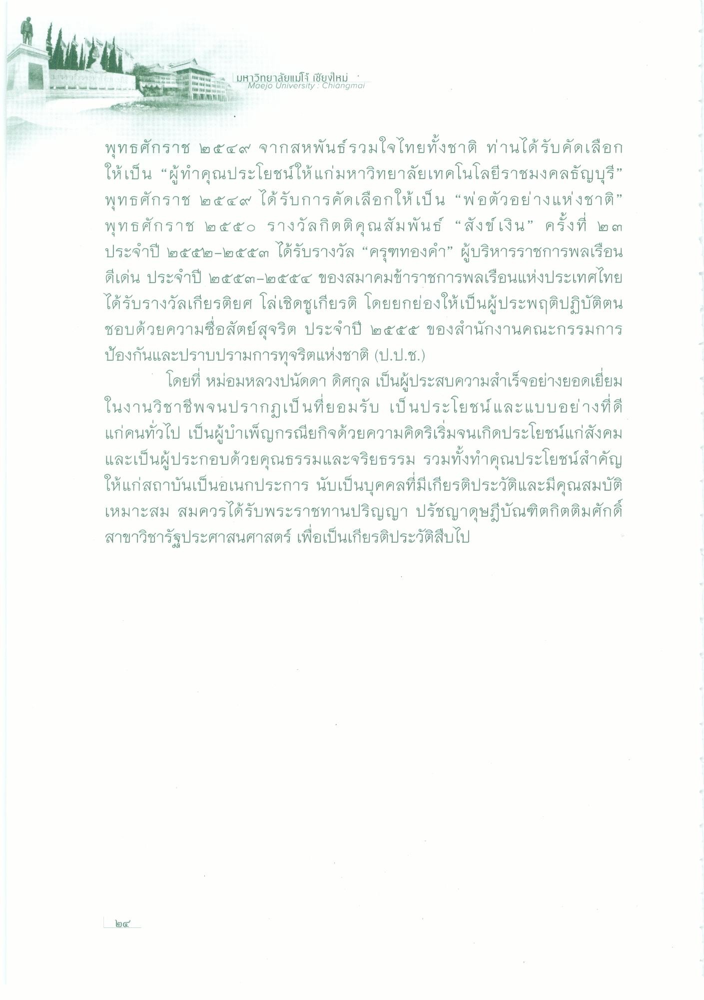 มหาวิทยาลัยแม่โจ้ เชียงใหม่
Maejo University : Chiangmai
พุทธศักราช ๒๕๔๙ จากสหพันธ์รวมใจไทยทั้งชาติ ท่านได้รับคัดเลือก
ให้เป็น “ผู้ทำคุณประโยชน์ให้แก่มหาวิทยาลัยเทคโนโลยีราชมงคลธัญบุรี”
พุทธศักราช ๒๕๔๙ ได้รับการคัดเลือกให้เป็น “พ่อตัวอย่างแห่งชาติ”
พุทธศักราช ๒๕๕๐ รางวัลกิตติคุณสัมพันธ์ “สังข์เงิน” ครั้งที่ ๒๓
ประจำปี ๒๕๕๒-๒๕๕๓ ได้รับรางวัล “ครุฑทองคำ” ผู้บริหารราชการพลเรือน
ดีเด่น ประจำปี ๒๕๕๓-๒๕๕๔ ของสมาคมข้าราชการพลเรือนแห่งประเทศไทย
ได้รับรางวัลเกียรติยศ โล่เชิดชูเกียรติ โดยยกย่องให้เป็นผู้ประพฤติปฏิบัติตน
ชอบด้วยความซื่อสัตย์สุจริต ประจำปี ๒๕๕๕ ของสำนักงานคณะกรรมการ
ป้องกันและปราบปรามการทุจริตแห่งชาติ (ป.ป.ช.)
โดยที่ หม่อมหลวงปนัดดา ดิศกุล เป็นผู้ประสบความสำเร็จอย่างยอดเยี่ยม
ในงานวิชาชีพจนปรากฏเป็นที่ยอมรับ เป็นประโยชน์และแบบอย่างที่ดี
แก่คนทั่วไป เป็นผู้บำเพ็ญกรณียกิจด้วยความคิดริเริ่มจนเกิดประโยชน์แก่สังคม
และเป็นผู้ประกอบด้วยคุณธรรมและจริยธรรม รวมทั้งทำคุณประโยชน์สำคัญ
ให้แก่สถาบันเป็นอเนกประการ นับเป็นบุคคลที่มีเกียรติประวัติและมีคุณสมบัติ
เหมาะสม สมควรได้รับพระราชทานปริญญา ปรัชญาดุษฎีบัณฑิตกิตติมศักดิ์
สาขาวิชารัฐประศาสนศาสตร์ เพื่อเป็นเกียรติประวัติสืบไป
๒๔